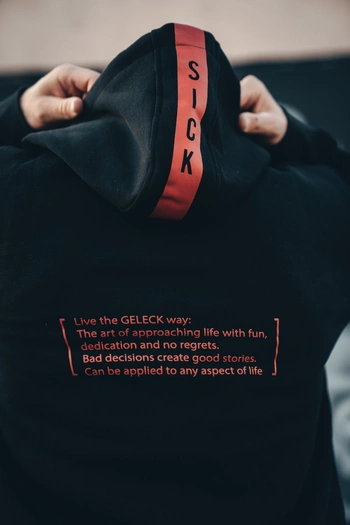 SICK
Live the GELECK way:
The art of approaching life with fun,
dedication and no regrets.
Bad decisions create good stories.
Can be applied to any aspect of life